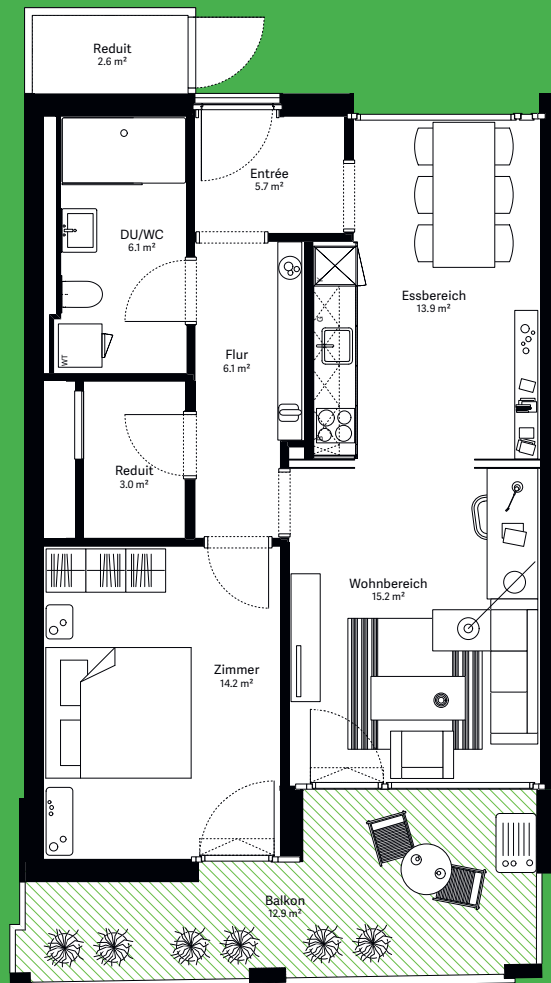 Reduit
2.6 m²
Entrée
5.7 m²
DU/WC
6.1 m²
Essbereich
13.9 m²
WT
Flur
6.1 m²
Reduit
3.0 m²
Wohnbereich
15.2 m²
Zimmer
14.2 m²
Balkon
12.9 m²